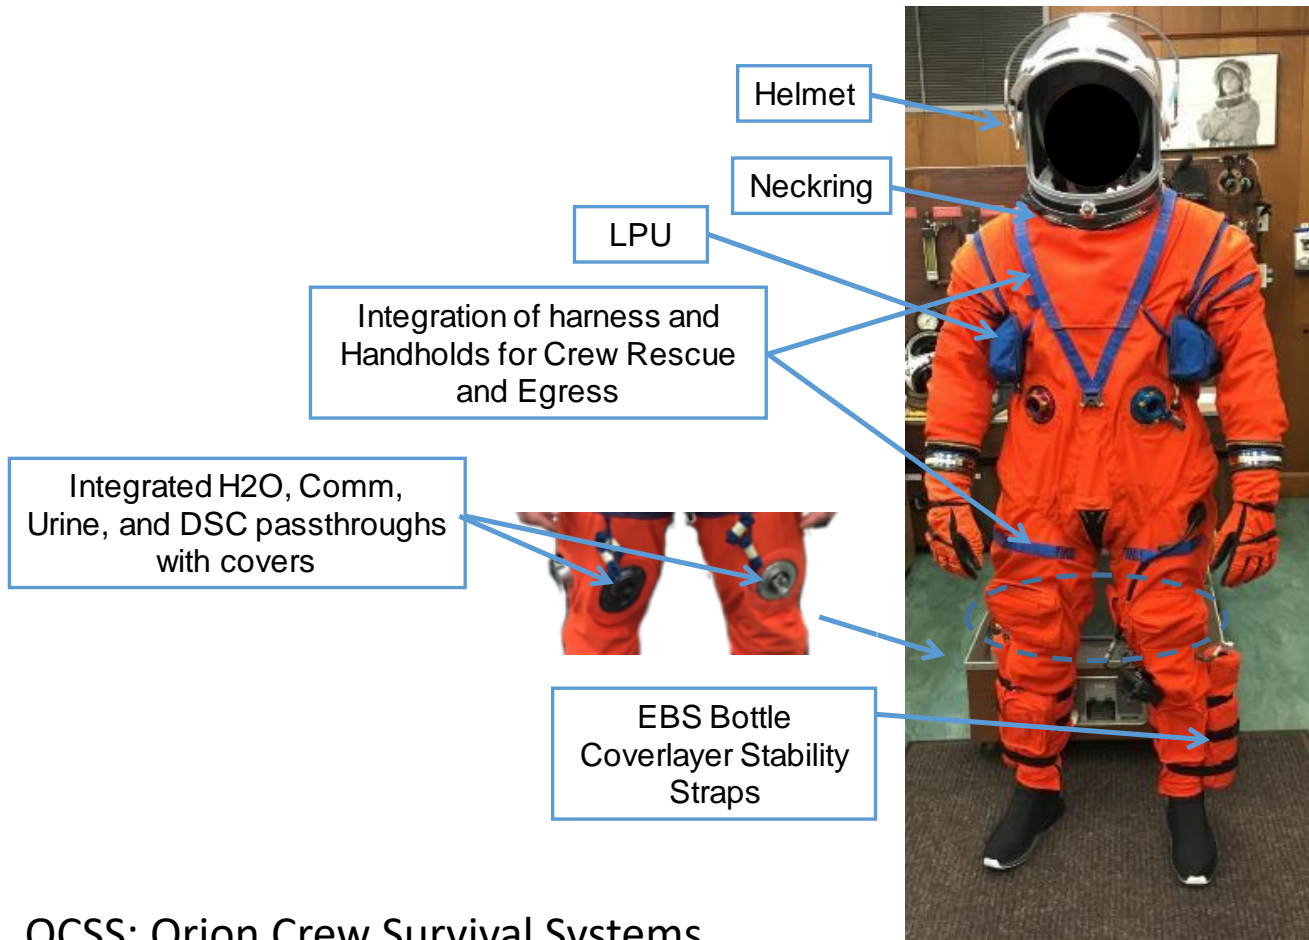 Helmet
Neckring
LPU
Integration of harness and
Handholds for Crew Rescue
and Egress
Integrated H2O, Comm,
Urine, and DSC passthroughs
with covers
EBS Bottle
Coverlayer Stability
Straps
OCSS: Orion Crew Survival Systems